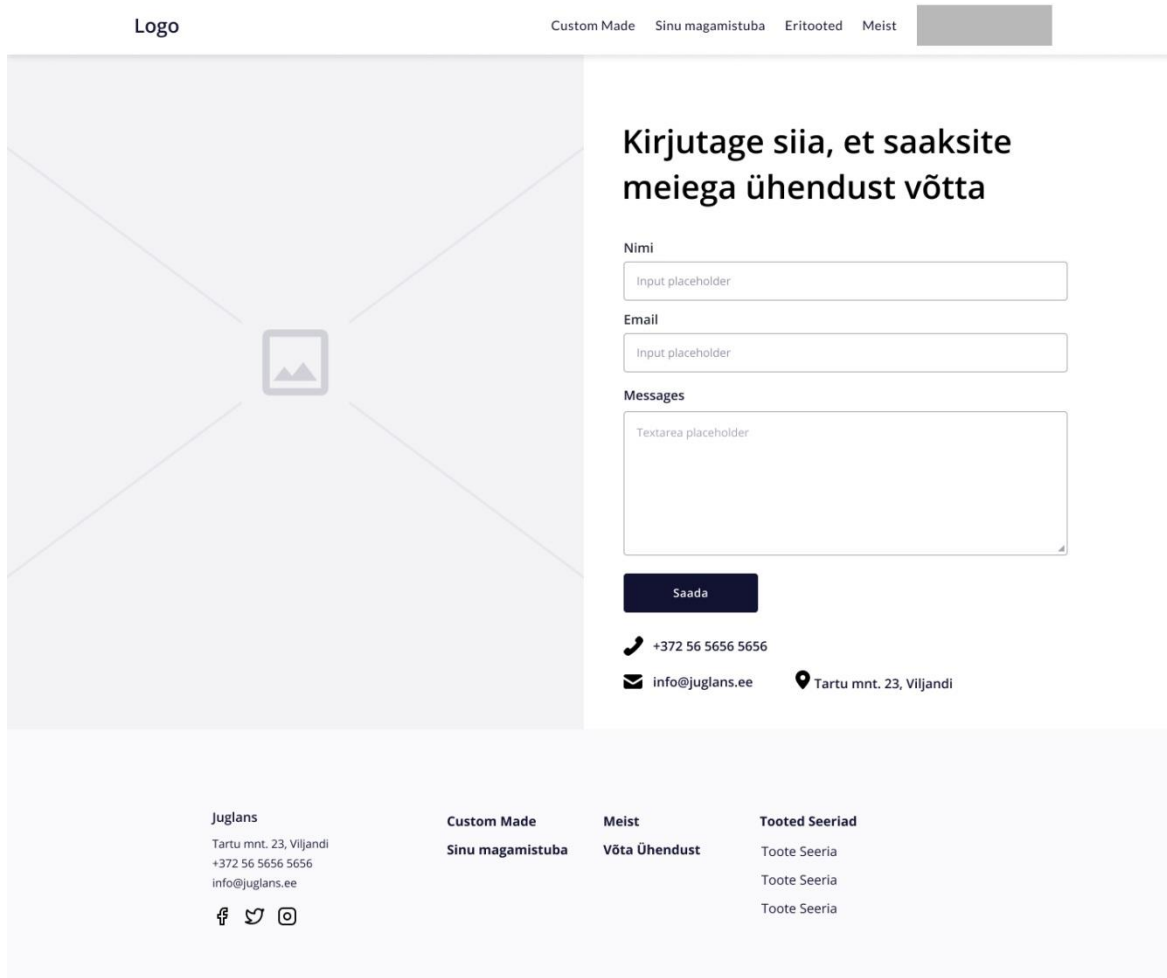 Logo
Custom Made Sinu magamistuba Eritooted Meist
Kirjutage siia, et saaksite
meiega ühendust võtta
Nimi
Input placeholder
Email
Input placeholder
Messages
Textarea placeholder
Saada
+372 56 5656 5656
info@juglans.ee
Tartu mnt. 23, Viljandi
Juglans
Tartu mnt. 23, Viljandi
+372 56 5656 5656
info@juglans.ee
Custom Made
Sinu magamistuba
Meist
Võta Ühendust
Tooted Seeriad
Toote Seeria
Toote Seeria
Toote Seeria